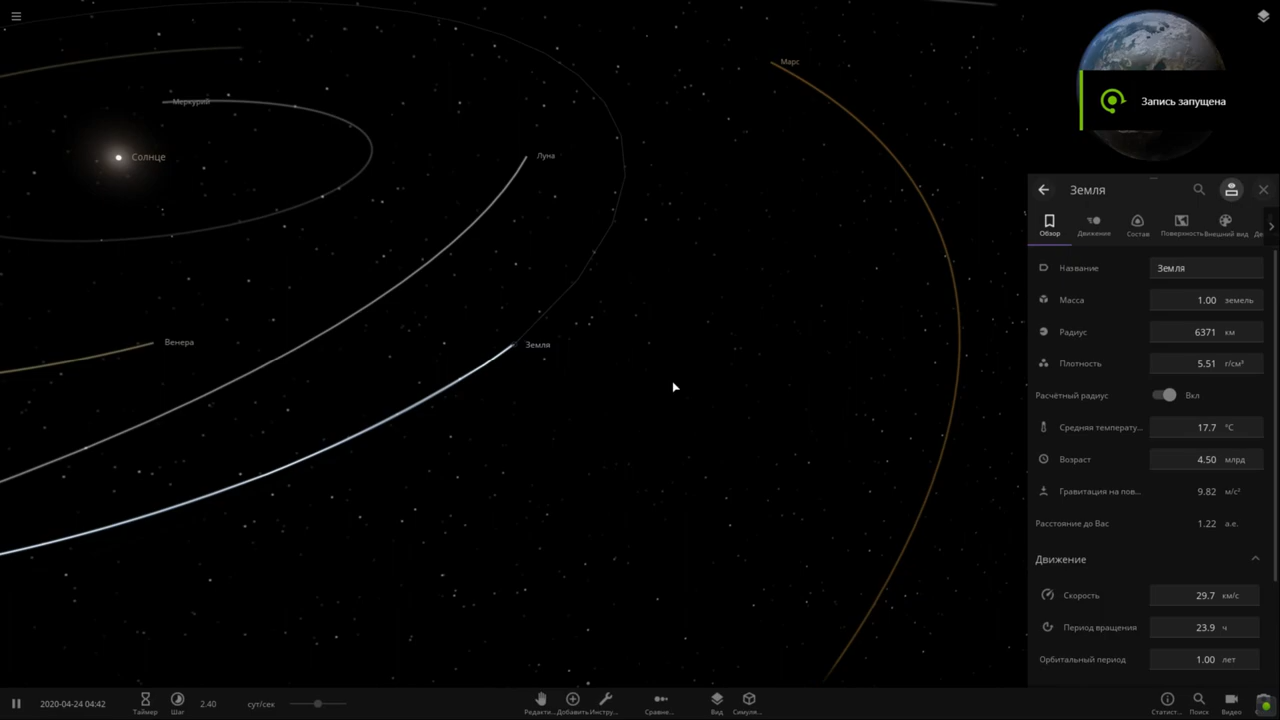 Марс
Меркурий
Солнце
Луна
Венера
Земля
Запись запущена
Земля
Обзор
Движение
Состав
Поверхность
Внешний вид
Название
Земля
Масса 1.00 земель
Радиус 6371 км
Плотность 5.51 г/см³
Расчётный радиус Вкл
Средняя температу... 17.7 °C
Возраст 4.50 млрд
Гравитация на пов... 9.82 м/с²
Расстояние до Вас 1.22 а.е.
Движение
Скорость 29.7 км/с
Период вращения 23.9 ч
Орбитальный период 1.00 лет
2020-04-24 04:42
Таймер
Шаг
2.40 сут/сек
Редакти...
Добавить
Инстру...
Сравне...
Вид
Симуля...
Статист...
Поиск
Видео